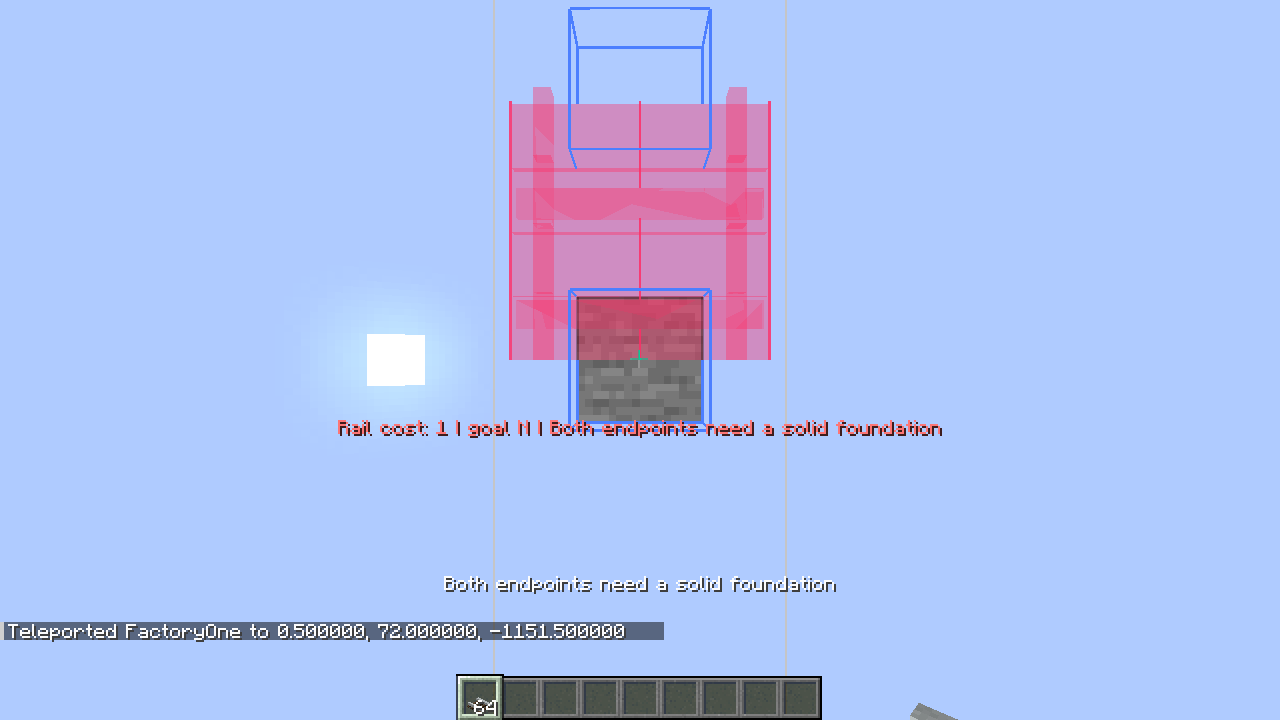 Rail cost: 1 | goal N | Both endpoints need a solid foundation
Both endpoints need a solid foundation
Teleported FactoryOne to 0.500000, 72.000000, -1151.500000
64